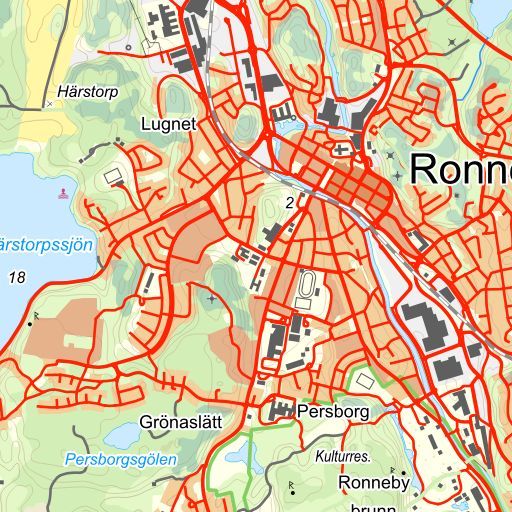 Härstorp
Lugnet
Ronne
2
ärstorpssjön
18
Grönaslätt
Persborg
Persborgsgölen
Kulturres.
Ronneby
brunn